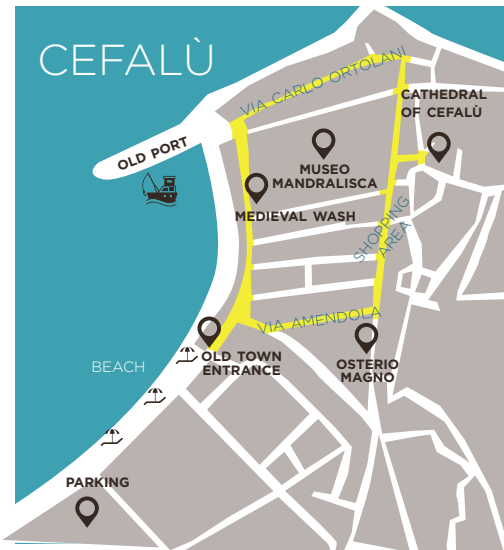 CEFALÙ
VIA CARLO ORTOLANI
CATHEDRAL
OF CEFALÙ
OLD PORT
MUSEO
MANDRALISCA
MEDIEVAL WASH
SHOPPING
AREA
VIA AMENDOLA
OLD TOWN
ENTRANCE
OSTERIO
MAGNO
BEACH
PARKING